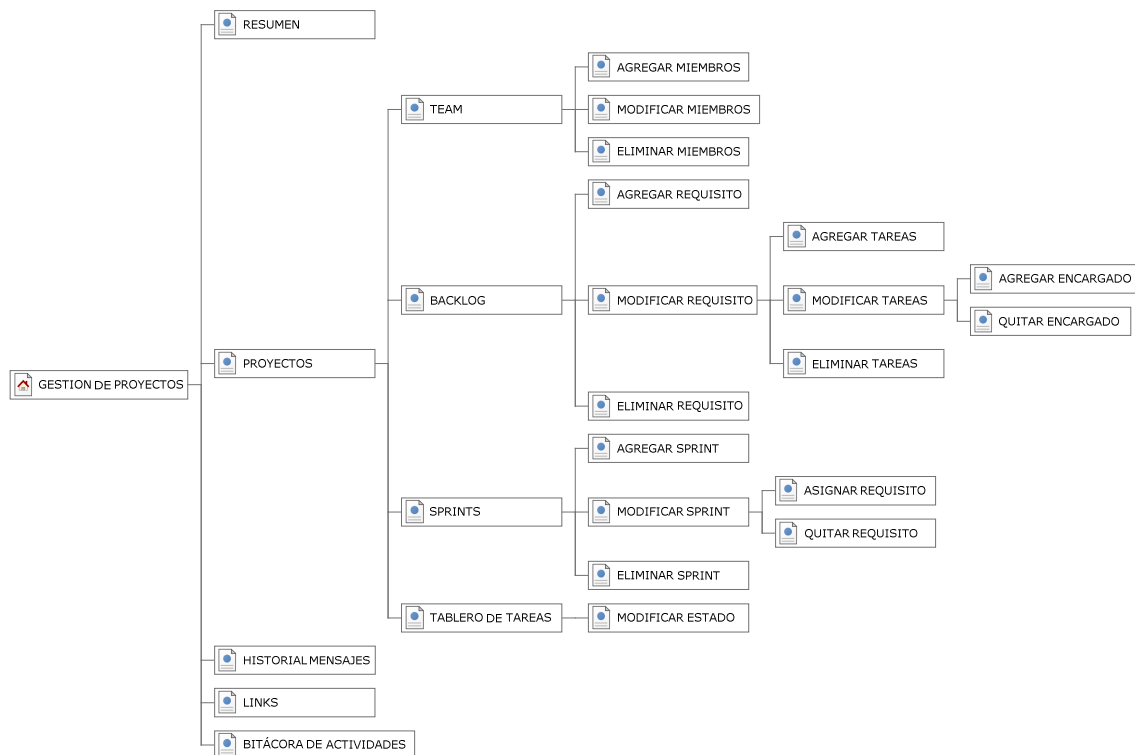 RESUMEN
AGREGAR MIEMBROS
TEAM
MODIFICAR MIEMBROS
ELIMINAR MIEMBROS
AGREGAR REQUISITO
AGREGAR TAREAS
AGREGAR ENCARGADO
BACKLOG
MODIFICAR REQUISITO
MODIFICAR TAREAS
QUITAR ENCARGADO
PROYECTOS
ELIMINAR TAREAS
GESTION DE PROYECTOS
ELIMINAR REQUISITO
AGREGAR SPRINT
ASIGNAR REQUISITO
SPRINTS
MODIFICAR SPRINT
QUITAR REQUISITO
ELIMINAR SPRINT
TABLERO DE TAREAS
MODIFICAR ESTADO
HISTORIAL MENSAJES
LINKS
BITÁCORA DE ACTIVIDADES